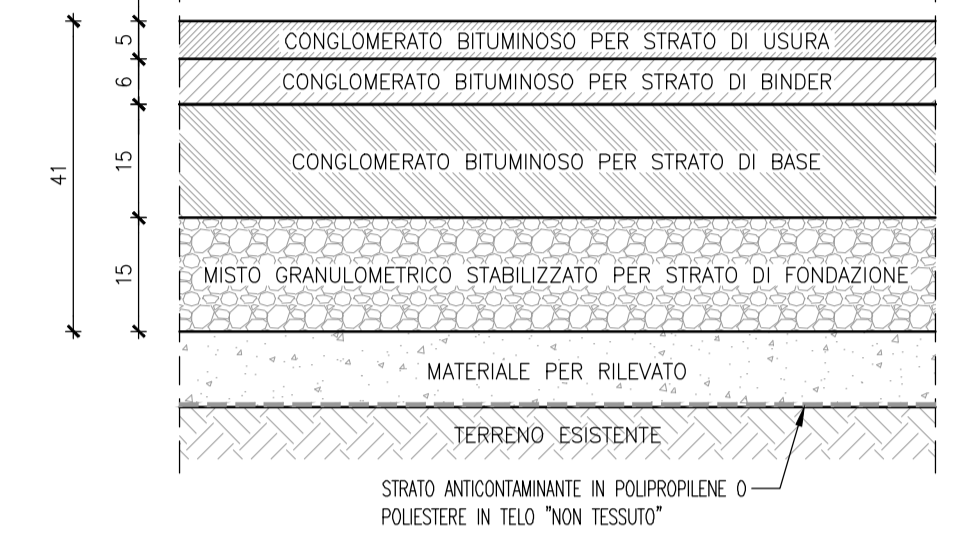 5
CONGLOMERATO BITUMINOSO PER STRATO DI USURA
6
CONGLOMERATO BITUMINOSO PER STRATO DI BINDER
41
15
CONGLOMERATO BITUMINOSO PER STRATO DI BASE
15
MISTO GRANULOMETRICO STABILIZZATO PER STRATO DI FONDAZIONE
MATERIALE PER RILEVATO
TERRENO ESISTENTE
STRATO ANTICONTAMINANTE IN POLIPROPILENE O
POLIESTERE IN TELO "NON TESSUTO"